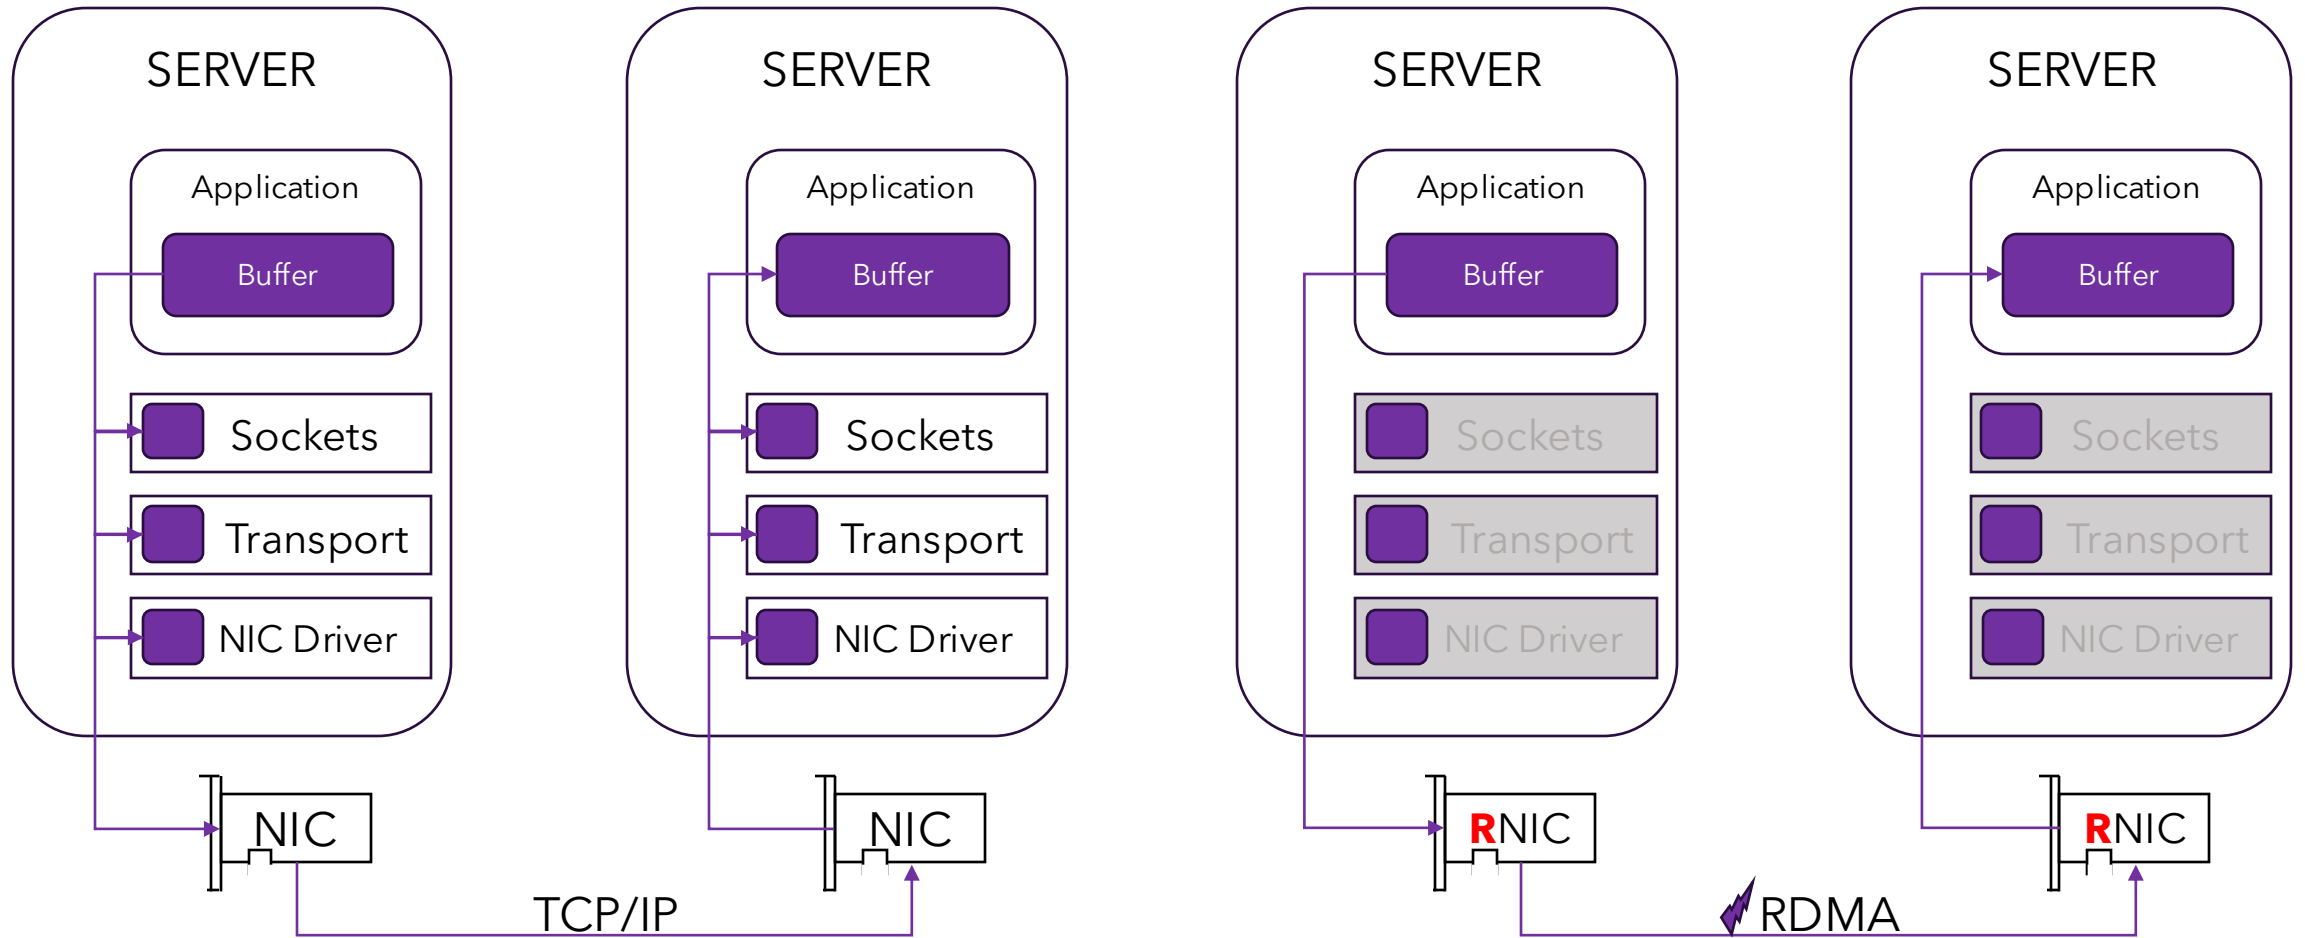 SERVER
Application
Buffer
Sockets
Transport
NIC Driver
NIC
SERVER
Application
Buffer
Sockets
Transport
NIC Driver
NIC
TCP/IP
SERVER
Application
Buffer
Sockets
Transport
NIC Driver
RNIC
SERVER
Application
Buffer
Sockets
Transport
NIC Driver
RNIC
RDMA